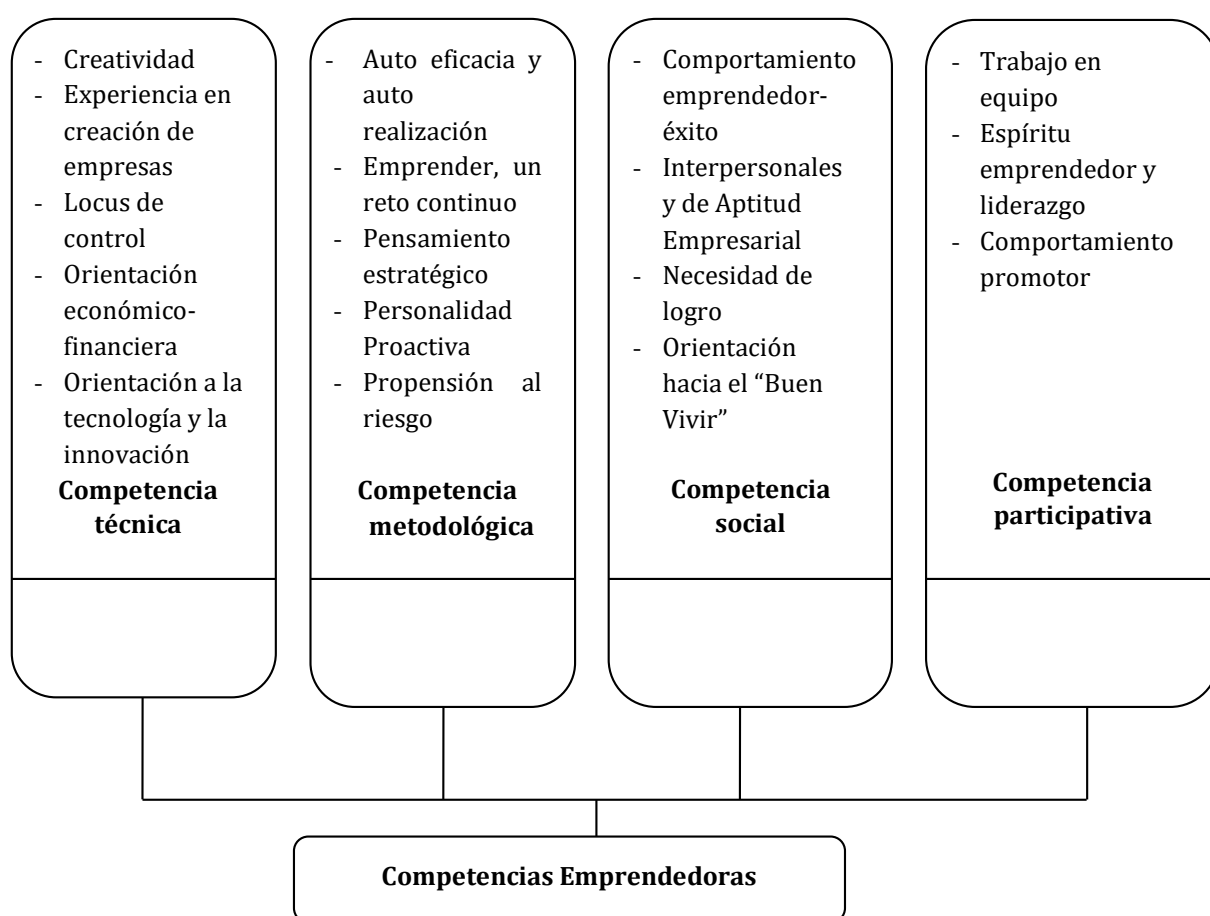 - Creatividad
- Experiencia en
creación de
empresas
- Locus de
control
- Orientación
económico-
financiera
- Orientación a la
tecnología y la
innovación
Competencia
técnica
- Auto eficacia y
auto
realización
- Emprender, un
reto continuo
- Pensamiento
estratégico
- Personalidad
Proactiva
- Propensión al
riesgo
Competencia
metodológica
- Comportamiento
emprendedor-
éxito
- Interpersonales
y de Aptitud
Empresarial
- Necesidad de
logro
- Orientación
hacia el “Buen
Vivir”
Competencia
social
- Trabajo en
equipo
- Espíritu
emprendedor y
liderazgo
- Comportamiento
promotor
Competencia
participativa
Competencias Emprendedoras